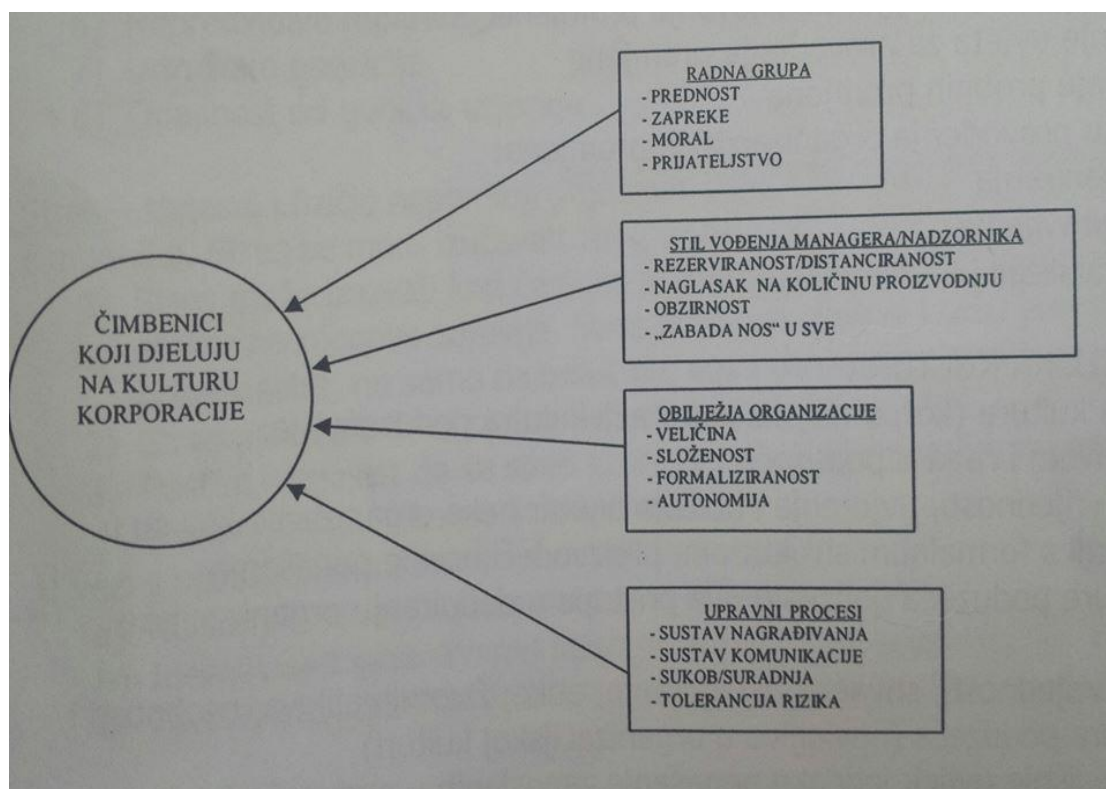 ČIMBENICI
KOJI DJELUJU
NA KULTURU
KORPORACIJE
RADNA GRUPA
- PREDNOST
- ZAPREKE
- MORAL
- PRIJATELJSTVO
STIL VOĐENJA MANAGERA/NADZORNIKA
- REZERVIRANOST/DISTANCIRANOST
- NAGLASAK NA KOLIČINU PROIZVODNJU
- OBZIRNOST
- „ZABADA NOS“ U SVE
OBILJEŽJA ORGANIZACIJE
- VELIČINA
- SLOŽENOST
- FORMALIZIRANOST
- AUTONOMIJA
UPRAVNI PROCESI
- SUSTAV NAGRAĐIVANJA
- SUSTAV KOMUNIKACIJE
- SUKOB/SURADNJA
- TOLERANCIJA RIZIKA